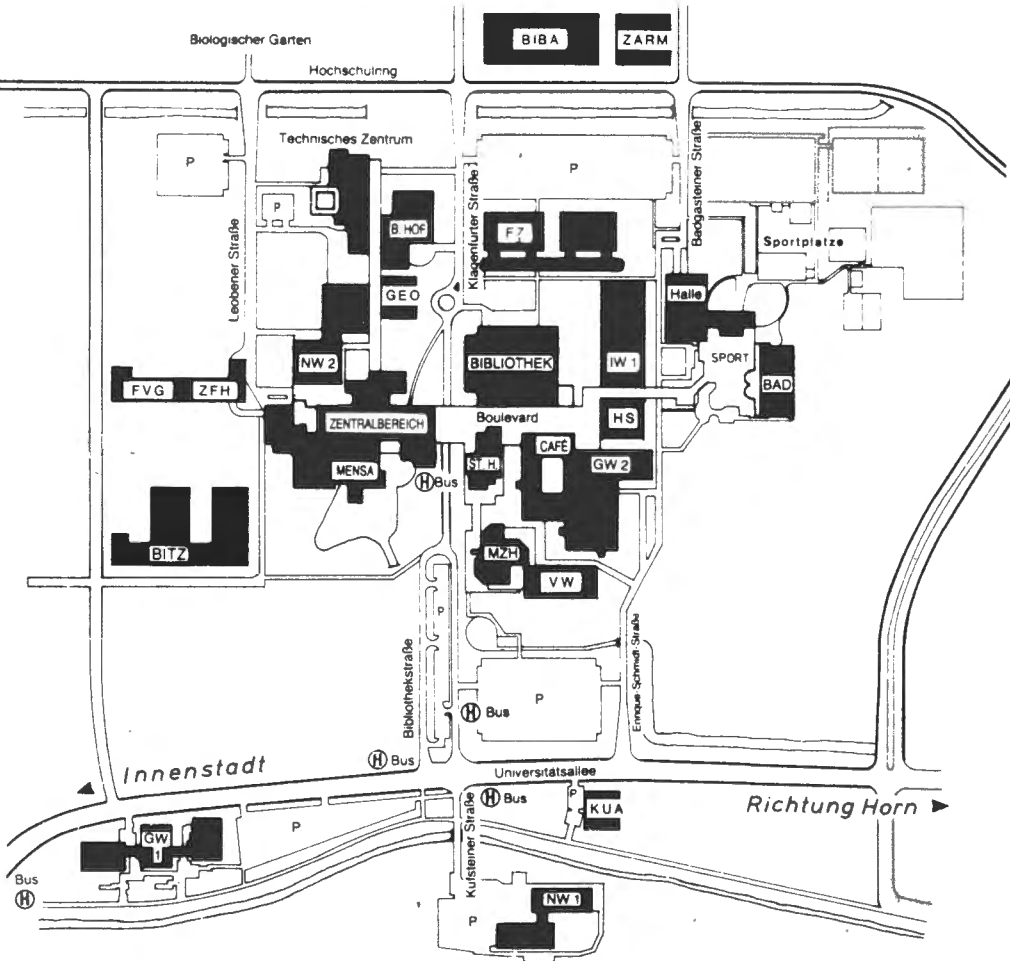 BIBA
ZARM
Biologischer Garten
Hochschulring
Technisches Zentrum
P
P
P
B. HOF
Klagenfurter Straße
Badgasteiner Straße
FZ
Leobener Straße
Sportplatze
GEO
Halle
NW 2
BIBLIOTHEK
IW 1
SPORT
FVG
ZFH
BAD
ZENTRALBEREICH
Boulevard
HS
CAFÉ
MENSA
ST. H.
GW 2
H Bus
BITZ
MZH
VW
P
Bibliothekstraße
Enrique-Schmidt-Straße
P
H Bus
H Bus
Innenstadt
Universitätsallee
H Bus
P
KUA
Richtung Horn
P
GW
1
Kufsteiner Straße
Bus
H
NW 1
P